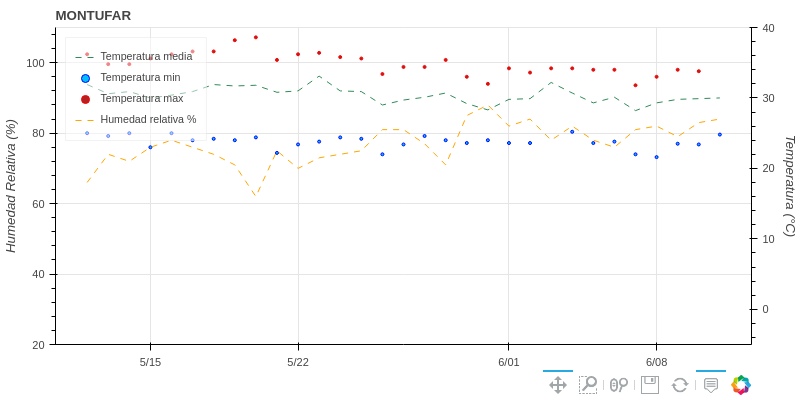 MONTUFAR
Temperatura media
Temperatura min
Temperatura max
Humedad relativa %
100
80
60
40
20
Humedad Relativa (%)
40
30
20
10
0
Temperatura (°C)
5/15
5/22
6/01
6/08